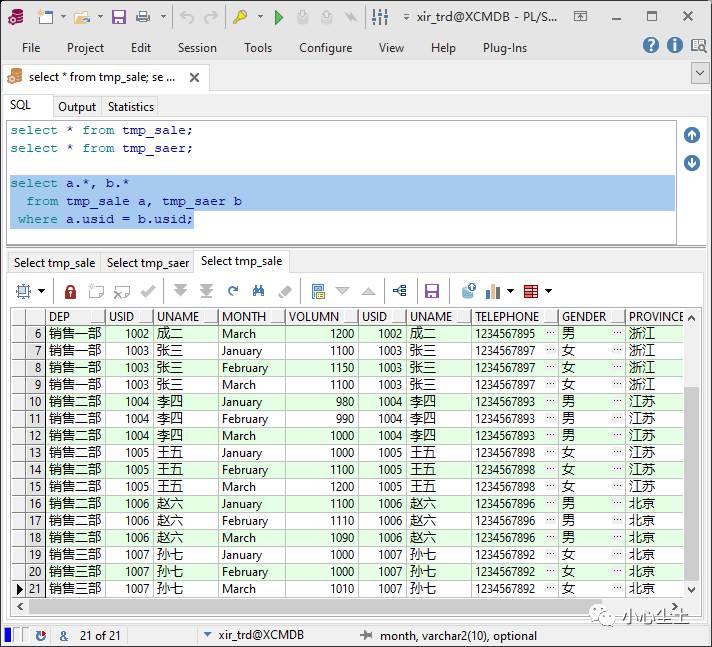 xir_trd@XCMDB - PL/S...
File Project Edit Session Tools Configure View Help Plug-Ins
select * from tmp_sale; se ...
SQL Output Statistics
select * from tmp_sale;
select * from tmp_saer;
select a.*, b.*
from tmp_sale a, tmp_saer b
where a.usid = b.usid;
Select tmp_sale Select tmp_saer Select tmp_sale
DEP USID UNAME MONTH VOLUMN USID UNAME TELEPHONE GENDER PROVINCE
6 销售一部 1002 成二 March 1200 1002 成二 1234567895 ... 男 ... 浙江
7 销售一部 1003 张三 January 1100 1003 张三 1234567897 ... 女 ... 浙江
8 销售一部 1003 张三 February 1150 1003 张三 1234567897 ... 女 ... 浙江
9 销售一部 1003 张三 March 1100 1003 张三 1234567897 ... 女 ... 浙江
10 销售二部 1004 李四 January 980 1004 李四 1234567893 ... 男 ... 江苏
11 销售二部 1004 李四 February 990 1004 李四 1234567893 ... 男 ... 江苏
12 销售二部 1004 李四 March 1000 1004 李四 1234567893 ... 男 ... 江苏
13 销售二部 1005 王五 January 1000 1005 王五 1234567898 ... 女 ... 江苏
14 销售二部 1005 王五 February 1100 1005 王五 1234567898 ... 女 ... 江苏
15 销售二部 1005 王五 March 1200 1005 王五 1234567898 ... 女 ... 江苏
16 销售二部 1006 赵六 January 1100 1006 赵六 1234567896 ... 男 ... 北京
17 销售二部 1006 赵六 February 1110 1006 赵六 1234567896 ... 男 ... 北京
18 销售二部 1006 赵六 March 1090 1006 赵六 1234567896 ... 男 ... 北京
19 销售三部 1007 孙七 January 1000 1007 孙七 1234567892 ... 女 ... 北京
20 销售三部 1007 孙七 February 1000 1007 孙七 1234567892 ... 女 ... 北京
21 销售三部 1007 孙七 March 1010 1007 孙七 1234567892 ... 女 ... 北京
小心坐土
& 21 of 21 xir_trd@XCMDB month, varchar2(10), optional